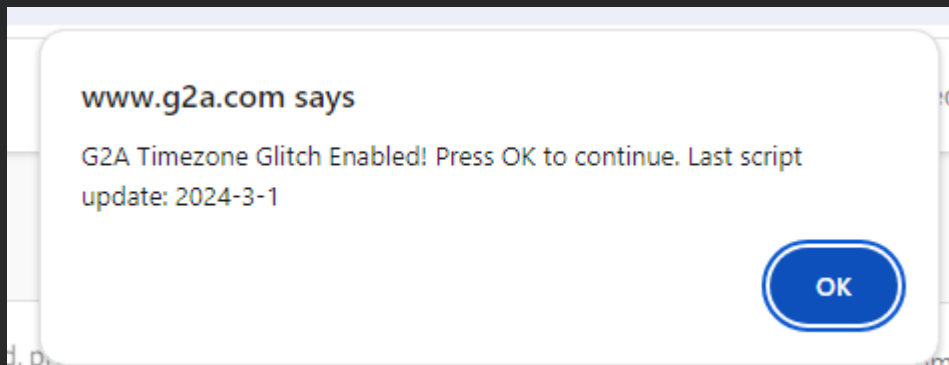 www.g2a.com says
G2A Timezone Glitch Enabled! Press OK to continue. Last script
update: 2024-3-1
OK